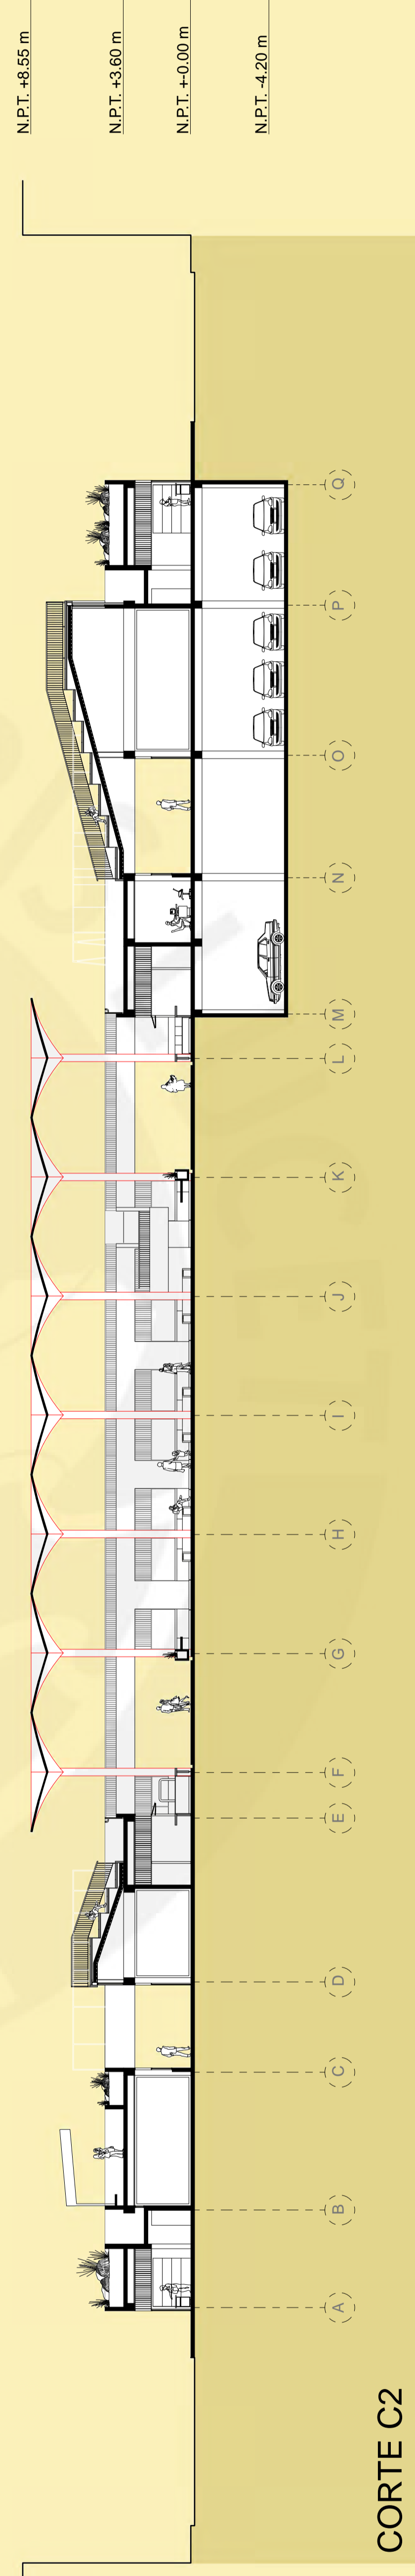 N.P.T. +8.55 m
N.P.T. +3.60 m
N.P.T. +-0.00 m
N.P.T. -4.20 m
A B C D E F G H I J K L M N O P Q
CORTE C2